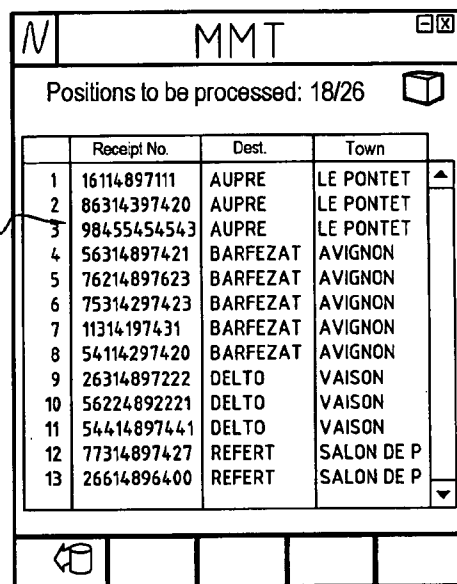 N MMT
Positions to be processed: 18/26
Receipt No. Dest. Town
1 16114897111 AUPRE LE PONTET
2 86314397420 AUPRE LE PONTET
3 98455454543 AUPRE LE PONTET
4 56314897421 BARFEZAT AVIGNON
5 76214897623 BARFEZAT AVIGNON
6 75314297423 BARFEZAT AVIGNON
7 11314197431 BARFEZAT AVIGNON
8 54114297420 BARFEZAT AVIGNON
9 26314897222 DELTO VAISON
10 56224892221 DELTO VAISON
11 54414897441 DELTO VAISON
12 77314897427 REFERT SALON DE P
13 26614896400 REFERT SALON DE P